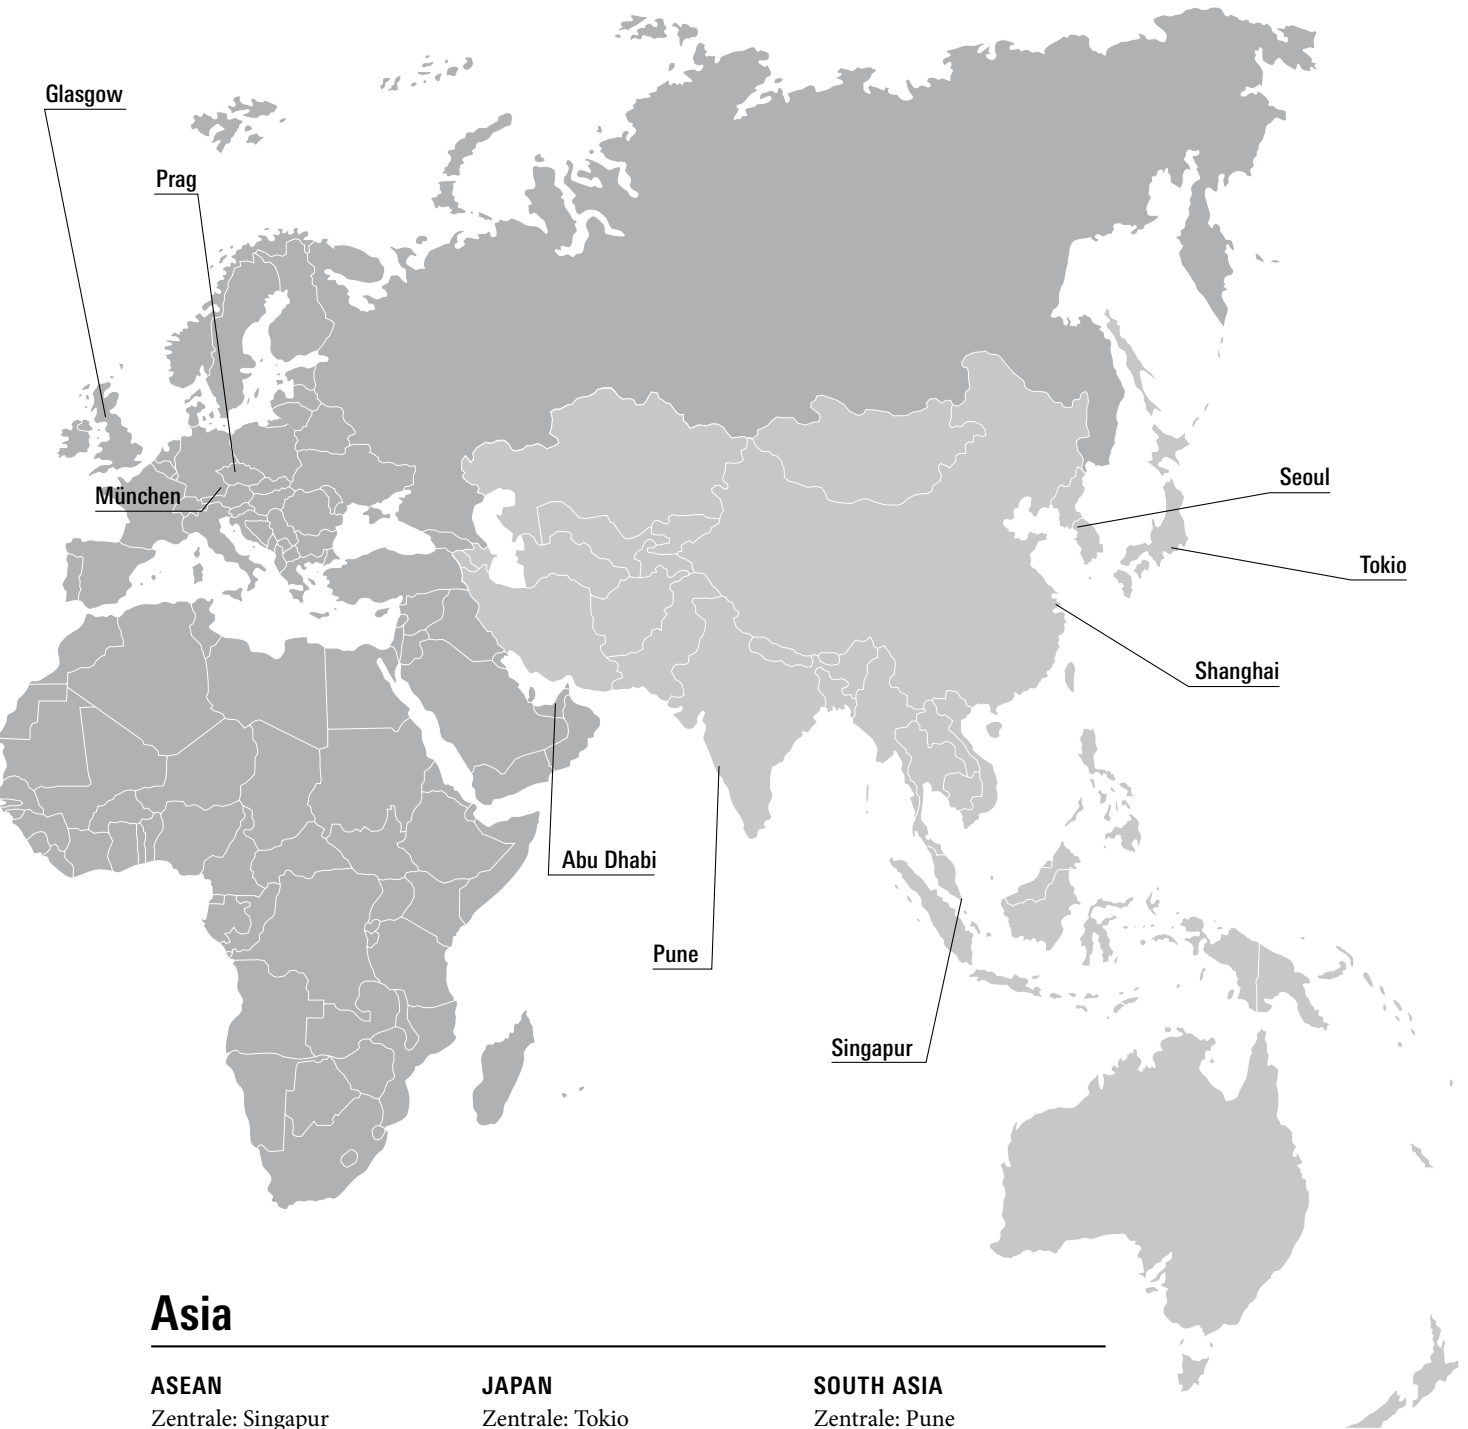 Glasgow
Prag
München
Seoul
Tokio
Shanghai
Abu Dhabi
Pune
Singapur
Asia
ASEAN
Zentrale: Singapur
JAPAN
Zentrale: Tokio
SOUTH ASIA
Zentrale: Pune